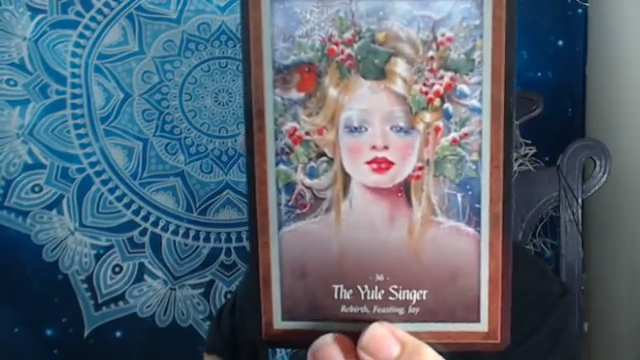 - 36 -
The Yule Singer
Rebirth, Feasting, Joy